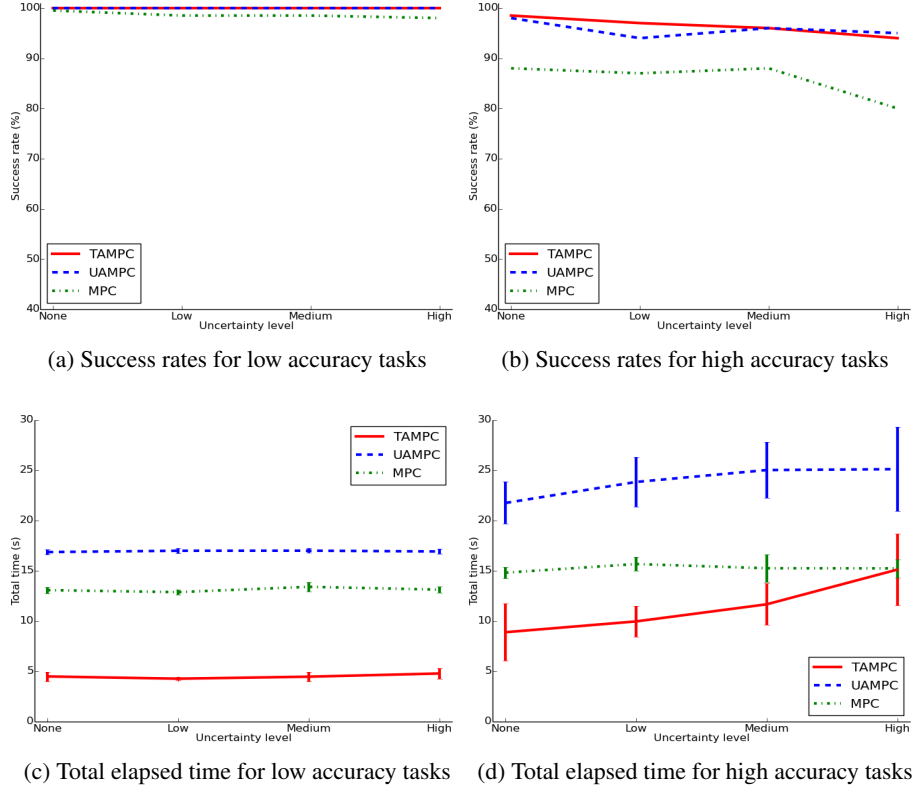 100
90
80
70
60
50
40
Success rate (%)
TAMPC
UAMPC
MPC
None Low Medium High
Uncertainty level
(a) Success rates for low accuracy tasks
100
90
80
70
60
50
40
Success rate (%)
TAMPC
UAMPC
MPC
None Low Medium High
Uncertainty level
(b) Success rates for high accuracy tasks
30
25
20
15
10
5
0
Total time (s)
TAMPC
UAMPC
MPC
None Low Medium High
Uncertainty level
(c) Total elapsed time for low accuracy tasks
30
25
20
15
10
5
0
Total time (s)
TAMPC
UAMPC
MPC
None Low Medium High
Uncertainty level
(d) Total elapsed time for high accuracy tasks